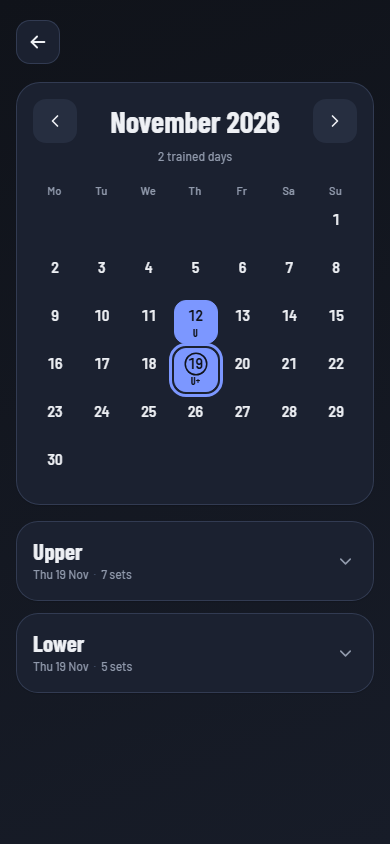 November 2026
2 trained days
Mo Tu We Th Fr Sa Su
1
2 3 4 5 6 7 8
9 10 11 12 13 14 15
U
16 17 18 19 20 21 22
U+
23 24 25 26 27 28 29
30
Upper
Thu 19 Nov · 7 sets
Lower
Thu 19 Nov · 5 sets